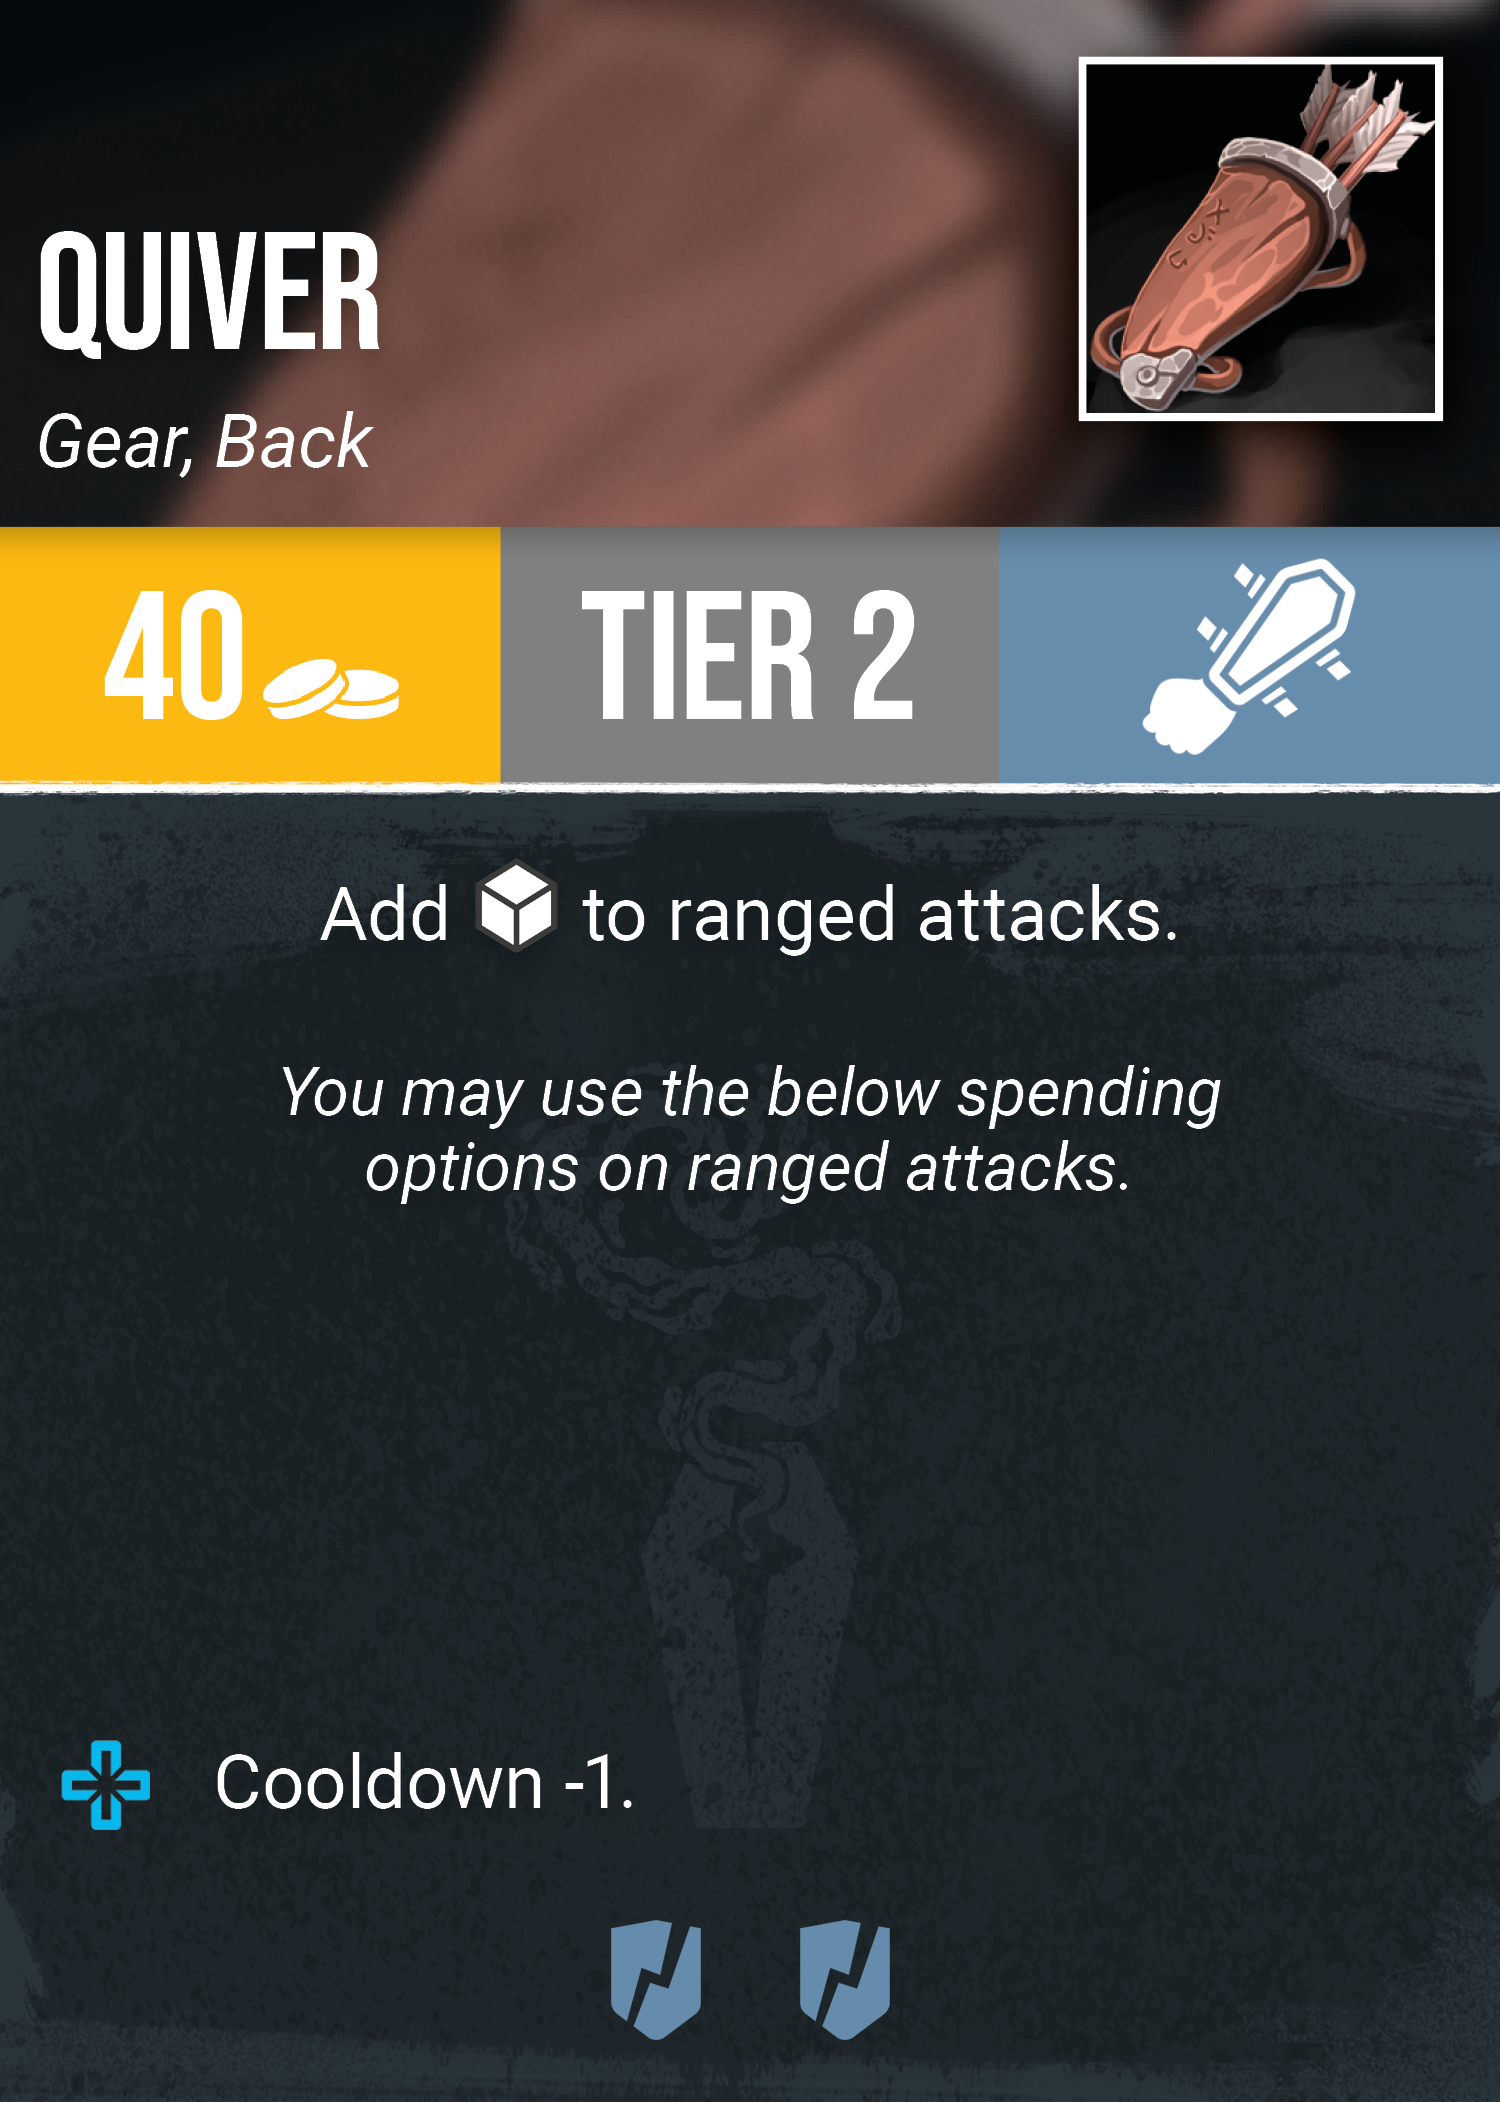 QUIVER
Gear, Back
40
TIER 2
Add to ranged attacks.
You may use the below spending
options on ranged attacks.
Cooldown -1.